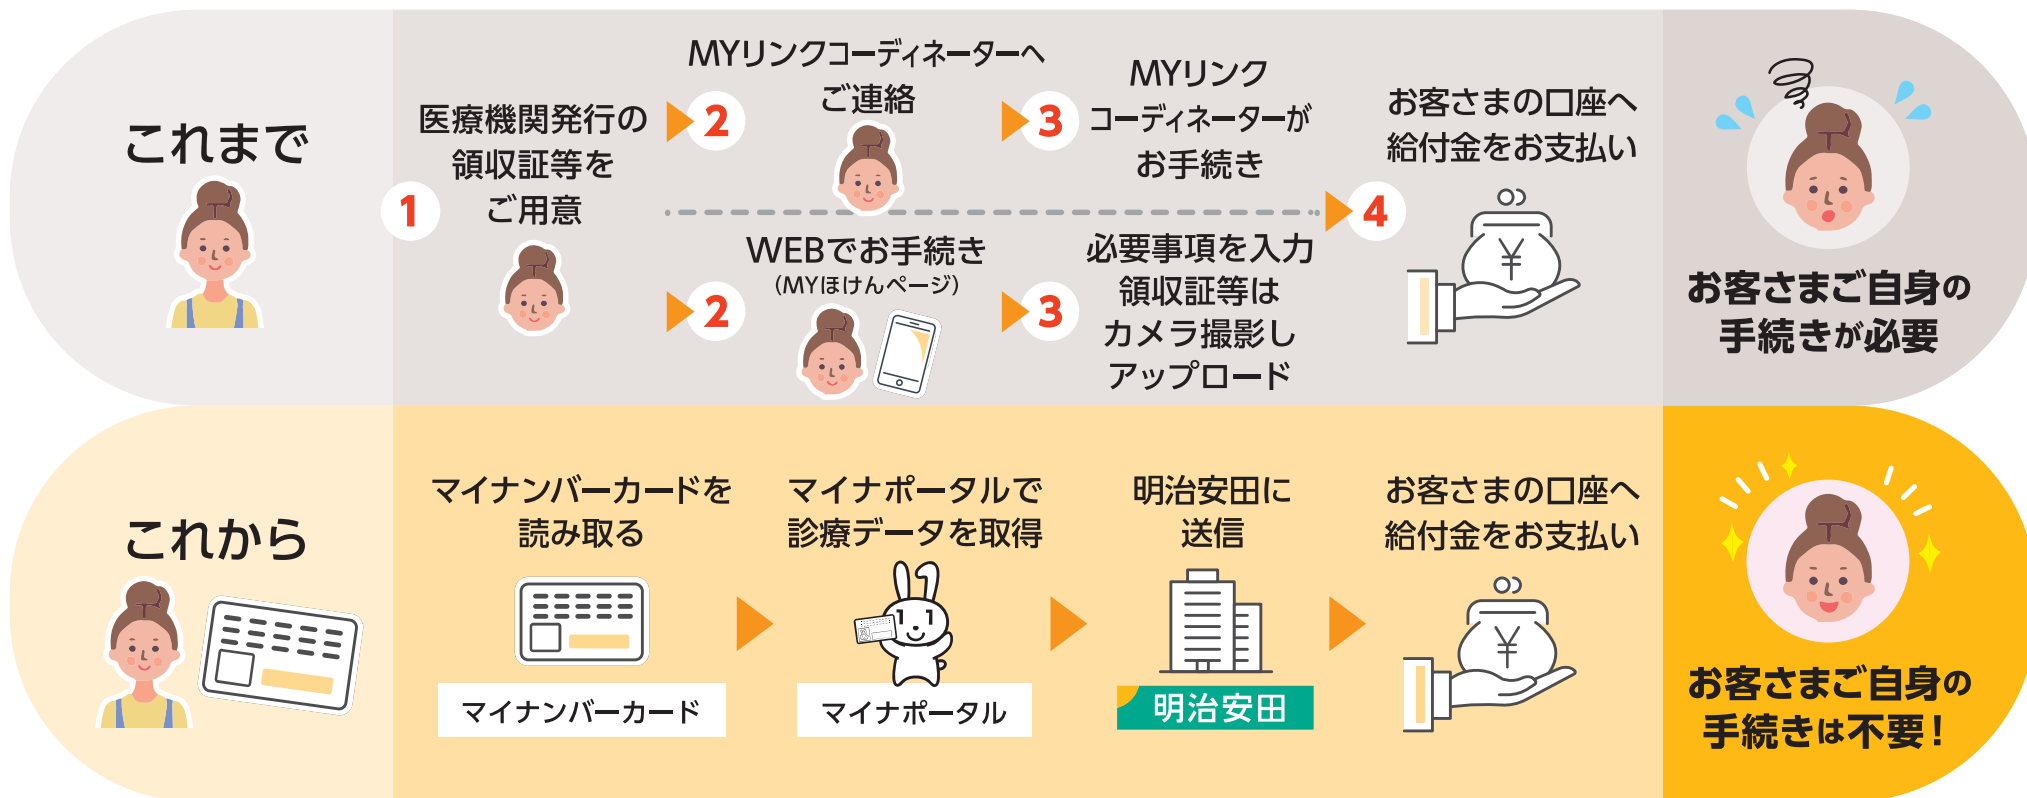 これまで
1
医療機関発行の
領収証等を
ご用意
2
MYリンクコーディネーターへ
ご連絡
3
MYリンク
コーディネーターが
お手続き
2
WEBでお手続き
(MYほけんページ)
3
必要事項を入力
領収証等は
カメラ撮影し
アップロード
4
お客さまの口座へ
給付金をお支払い
¥
お客さまご自身の
手続きが必要
これから
マイナンバーカードを
読み取る
マイナンバーカード
マイナポータルで
診療データを取得
マイナポータル
明治安田に
送信
明治安田
お客さまの口座へ
給付金をお支払い
¥
お客さまご自身の
手続きは不要！